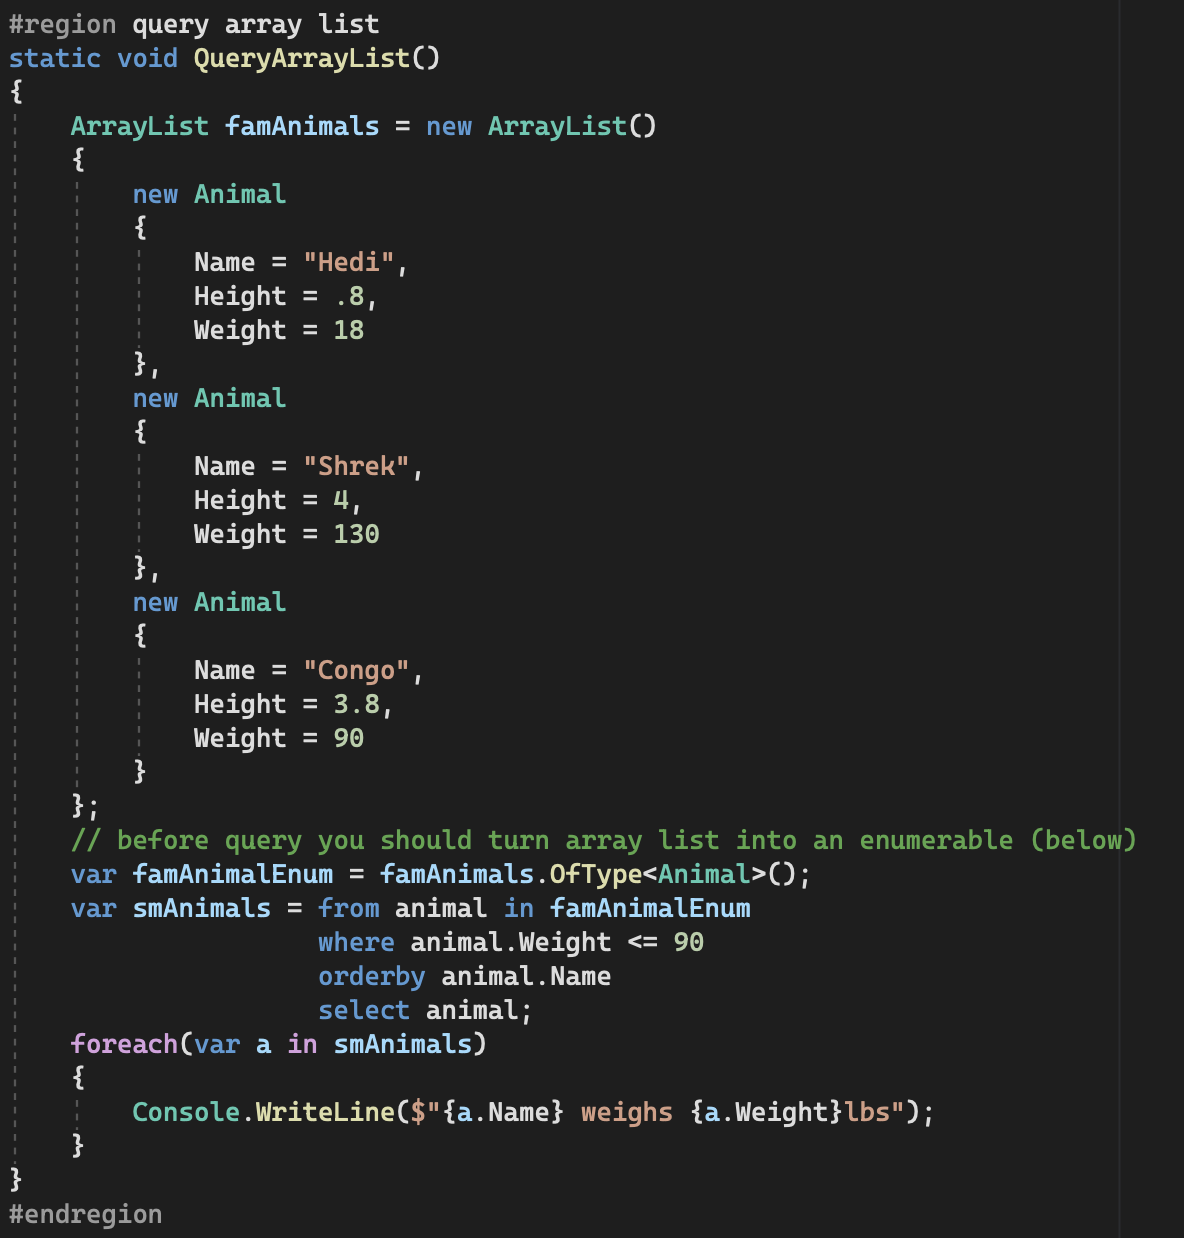 #region query array list
static void QueryArrayList()
{
    ArrayList famAnimals = new ArrayList()
    {
        new Animal
        {
            Name = "Hedi",
            Height = .8,
            Weight = 18
        },
        new Animal
        {
            Name = "Shrek",
            Height = 4,
            Weight = 130
        },
        new Animal
        {
            Name = "Congo",
            Height = 3.8,
            Weight = 90
        }
    };
    // before query you should turn array list into an enumerable (below)
    var famAnimalEnum = famAnimals.OfType<Animal>();
    var smAnimals = from animal in famAnimalEnum
                    where animal.Weight <= 90
                    orderby animal.Name
                    select animal;
    foreach(var a in smAnimals)
    {
        Console.WriteLine($"{a.Name} weighs {a.Weight}lbs");
    }
}
#endregion